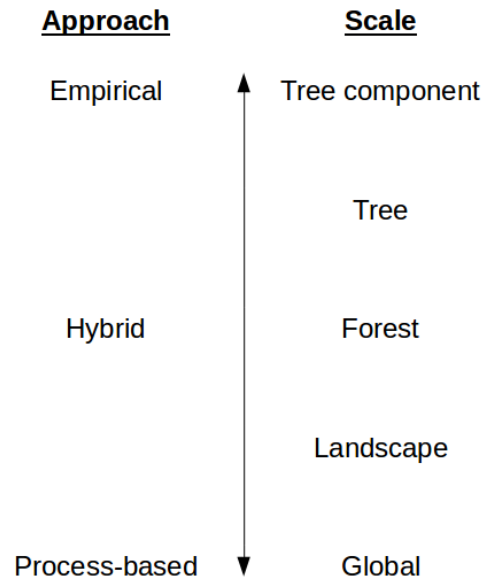 Approach Scale
Empirical Tree component
Tree
Hybrid Forest
Landscape
Process-based Global